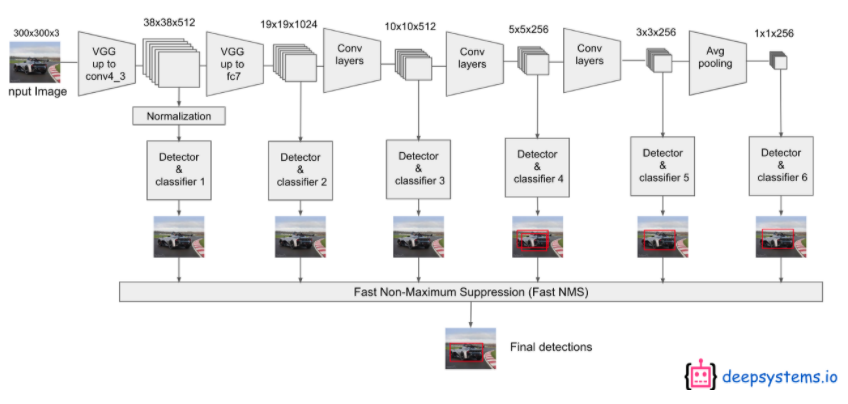 300x300x3
38x38x512
19x19x1024
10x10x512
5x5x256
3x3x256
1x1x256
VGG
up to
conv4_3
VGG
up to
fc7
Conv
layers
Conv
layers
Conv
layers
Avg
pooling
nput Image
Normalization
Detector
&
classifier 1
Detector
&
classifier 2
Detector
&
classifier 3
Detector
&
classifier 4
Detector
&
classifier 5
Detector
&
classifier 6
Fast Non-Maximum Suppression (Fast NMS)
Final detections
deepsystems.io